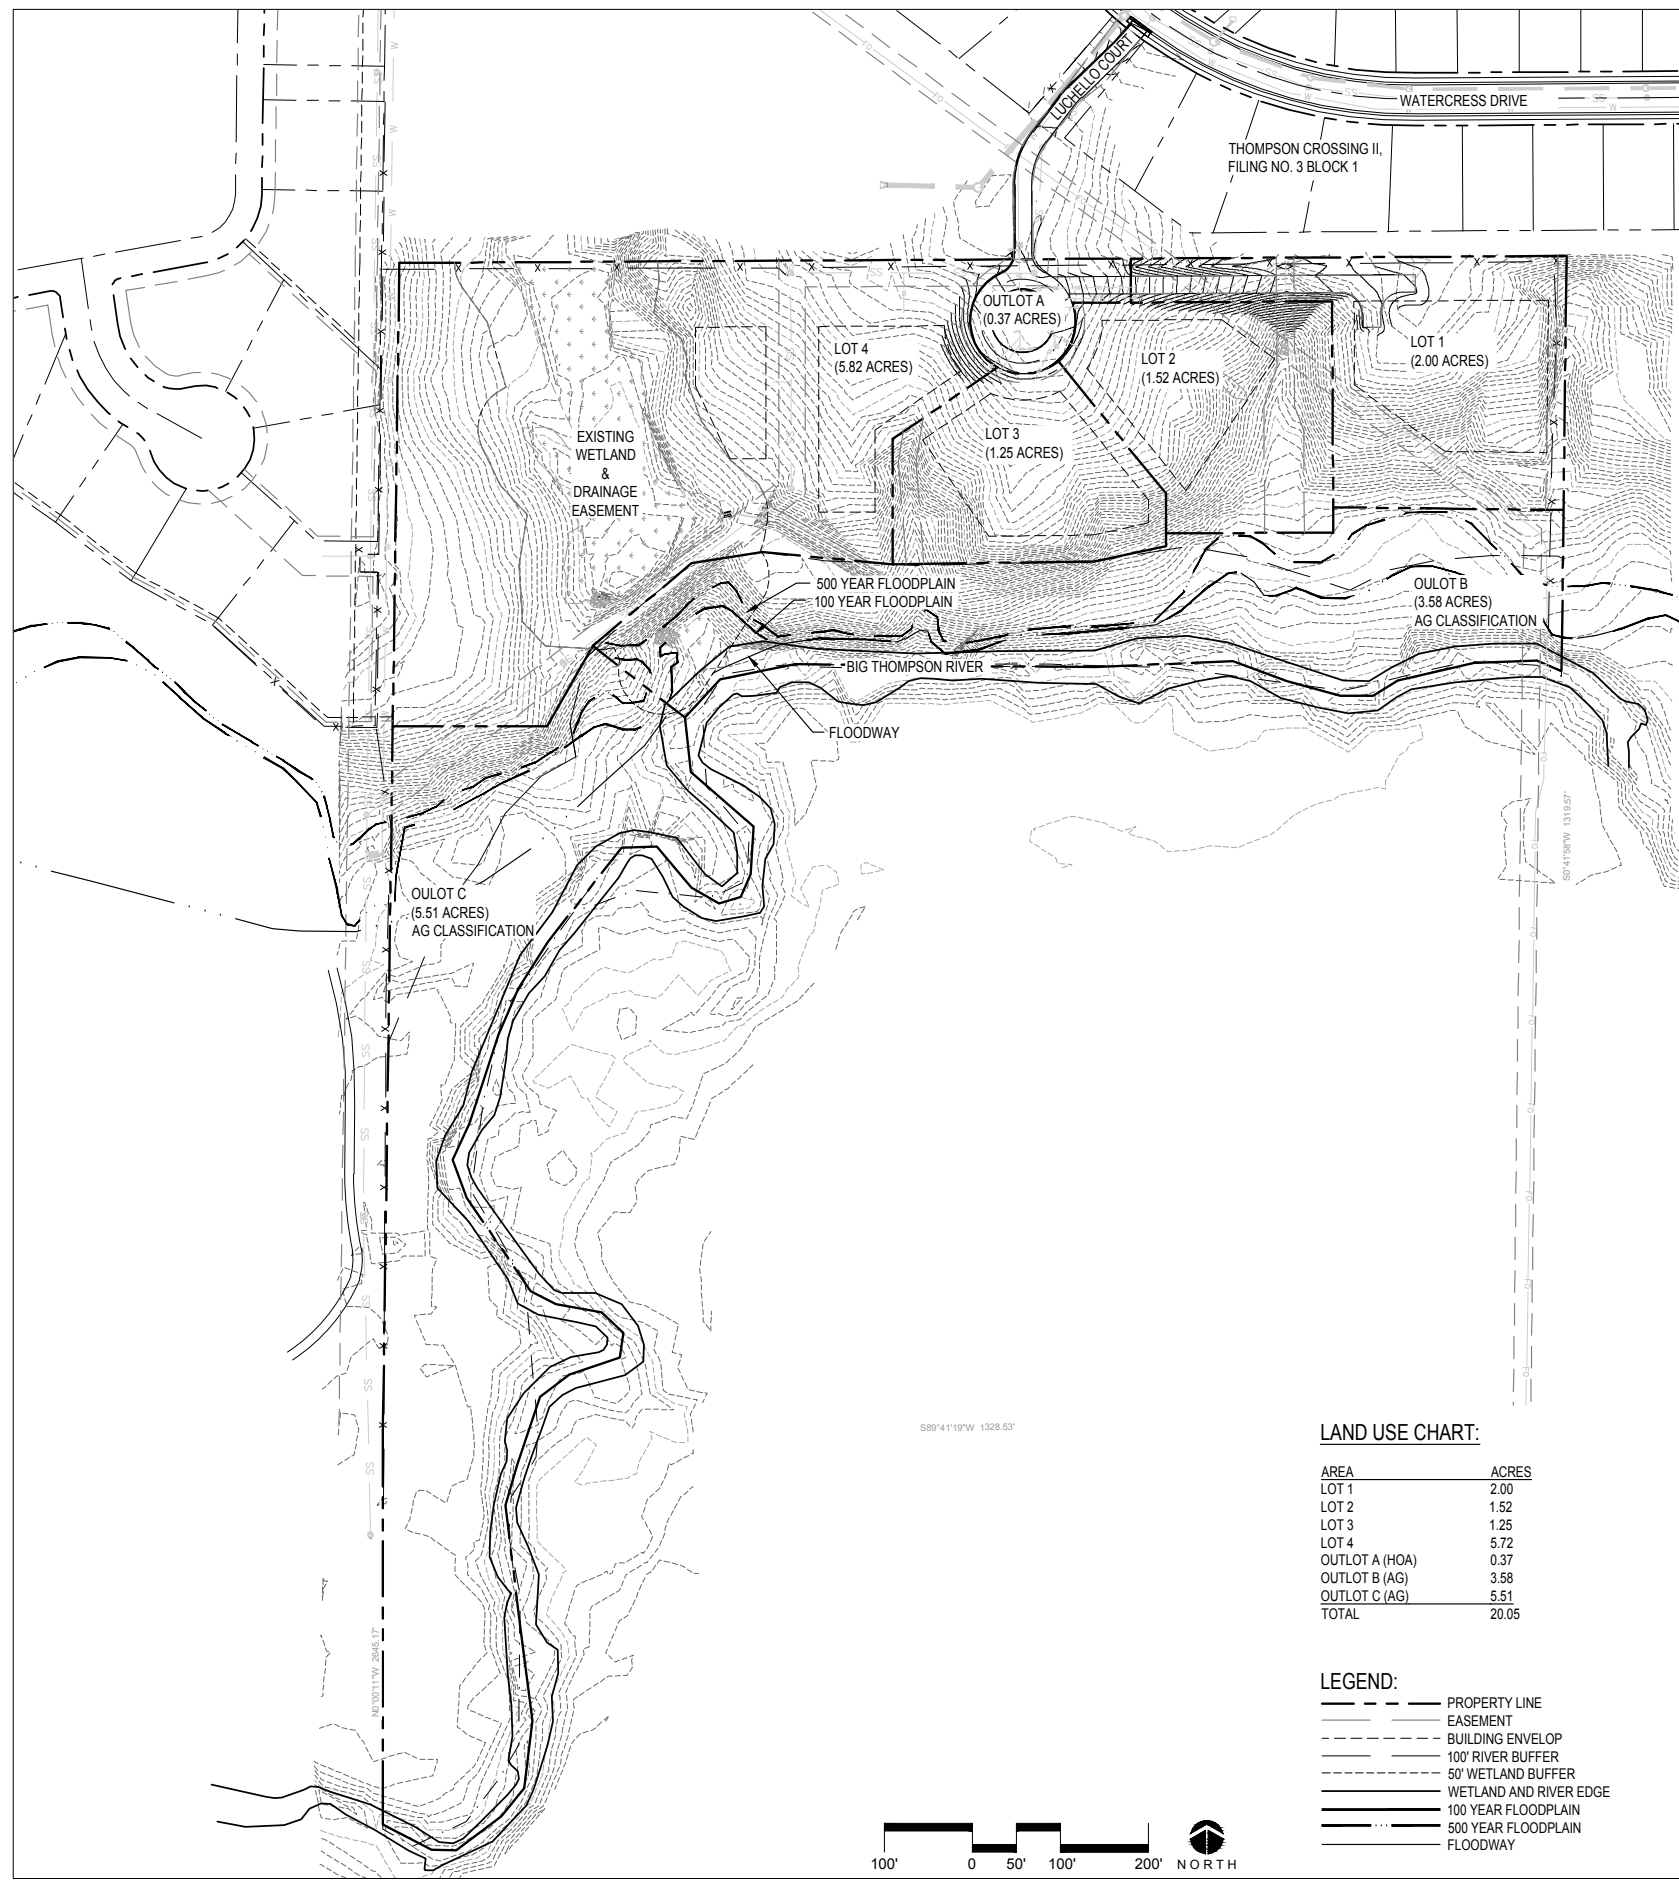 LUCHELLO COURT
WATERCRESS DRIVE
THOMPSON CROSSING II,
FILING NO. 3 BLOCK 1
OUTLOT A
(0.37 ACRES)
LOT 4
(5.82 ACRES)
LOT 2
(1.52 ACRES)
LOT 1
(2.00 ACRES)
LOT 3
(1.25 ACRES)
EXISTING
WETLAND
&
DRAINAGE
EASEMENT
500 YEAR FLOODPLAIN
100 YEAR FLOODPLAIN
OULOT B
(3.58 ACRES)
AG CLASSIFICATION
BIG THOMPSON RIVER
FLOODWAY
S0°41'58"W 1319.57'
OULOT C
(5.51 ACRES)
AG CLASSIFICATION
S89°41'19"W 1328.53'
N0°00'11"W 2645.17'
LAND USE CHART:
AREA ACRES
LOT 1 2.00
LOT 2 1.52
LOT 3 1.25
LOT 4 5.72
OUTLOT A (HOA) 0.37
OUTLOT B (AG) 3.58
OUTLOT C (AG) 5.51
TOTAL 20.05
LEGEND:
PROPERTY LINE
EASEMENT
BUILDING ENVELOP
100' RIVER BUFFER
50' WETLAND BUFFER
WETLAND AND RIVER EDGE
100 YEAR FLOODPLAIN
500 YEAR FLOODPLAIN
FLOODWAY
100' 0 50' 100' 200'
NORTH